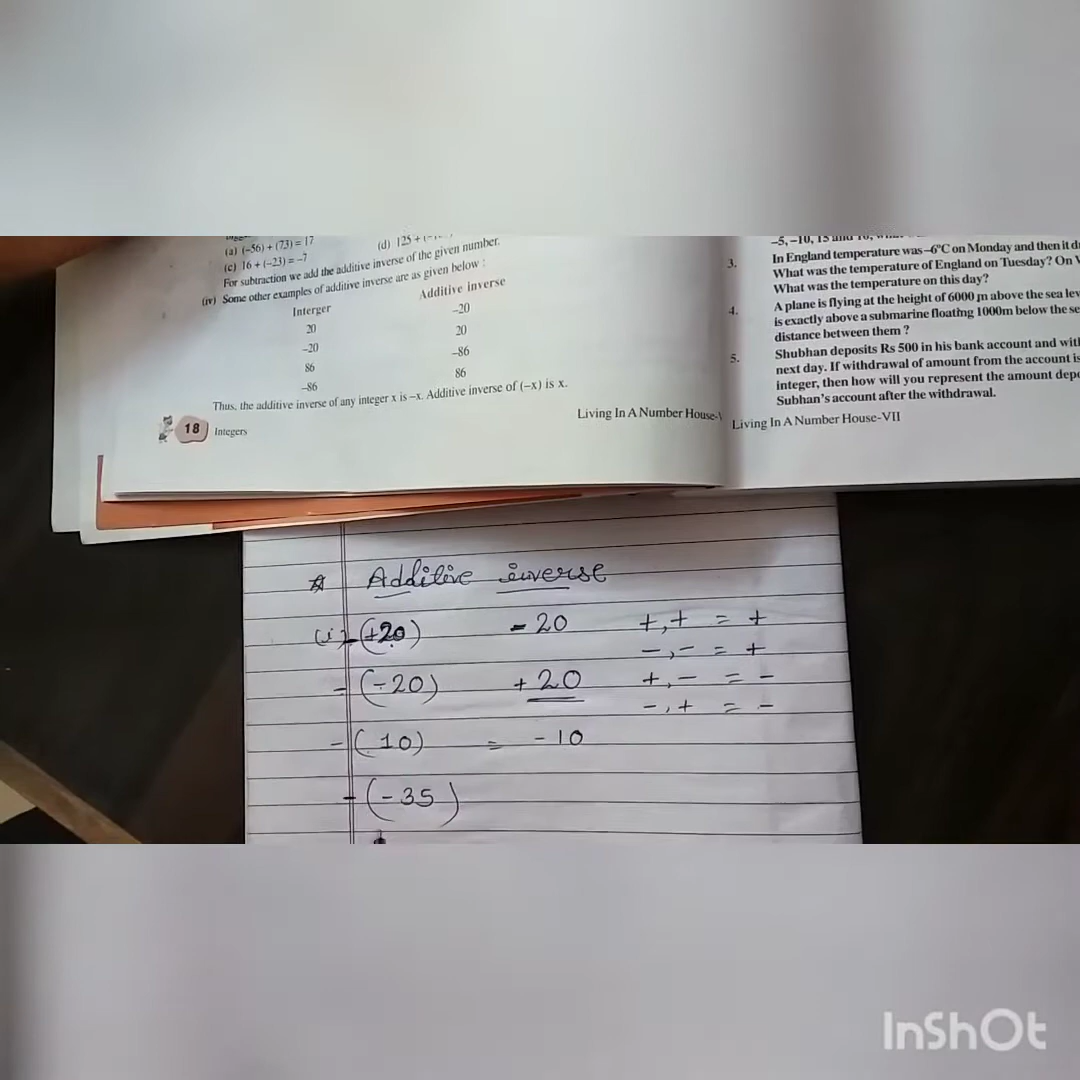 (a) (−56) + (73) = 17
(d) 125 +
(c) 16 + (−23) = −7
For subtraction we add the additive inverse of the given number.
(iv) Some other examples of additive inverse are as given below :
Interger Additive inverse
20 −20
−20 20
86 −86
−86 86
Thus, the additive inverse of any integer x is −x. Additive inverse of (−x) is x.
18 Integers
Living In A Number House-
−5, −10, 15 and
3. In England temperature was −6°C on Monday and then it
What was the temperature of England on Tuesday? On
What was the temperature on this day?
4. A plane is flying at the height of 6000 m above the sea
is exactly above a submarine floating 1000m below the
distance between them ?
5. Shubhan deposits Rs 500 in his bank account and
next day. If withdrawal of amount from the account is
integer, then how will you represent the amount
Subhan's account after the withdrawal.
Living In A Number House-VII
Additive inverse
(i) -(+20) - 20 +,+ = +
-,- = +
- (-20) + 20 +,- = -
-,+ = -
- (10) = - 10
- (-35)
InShOt